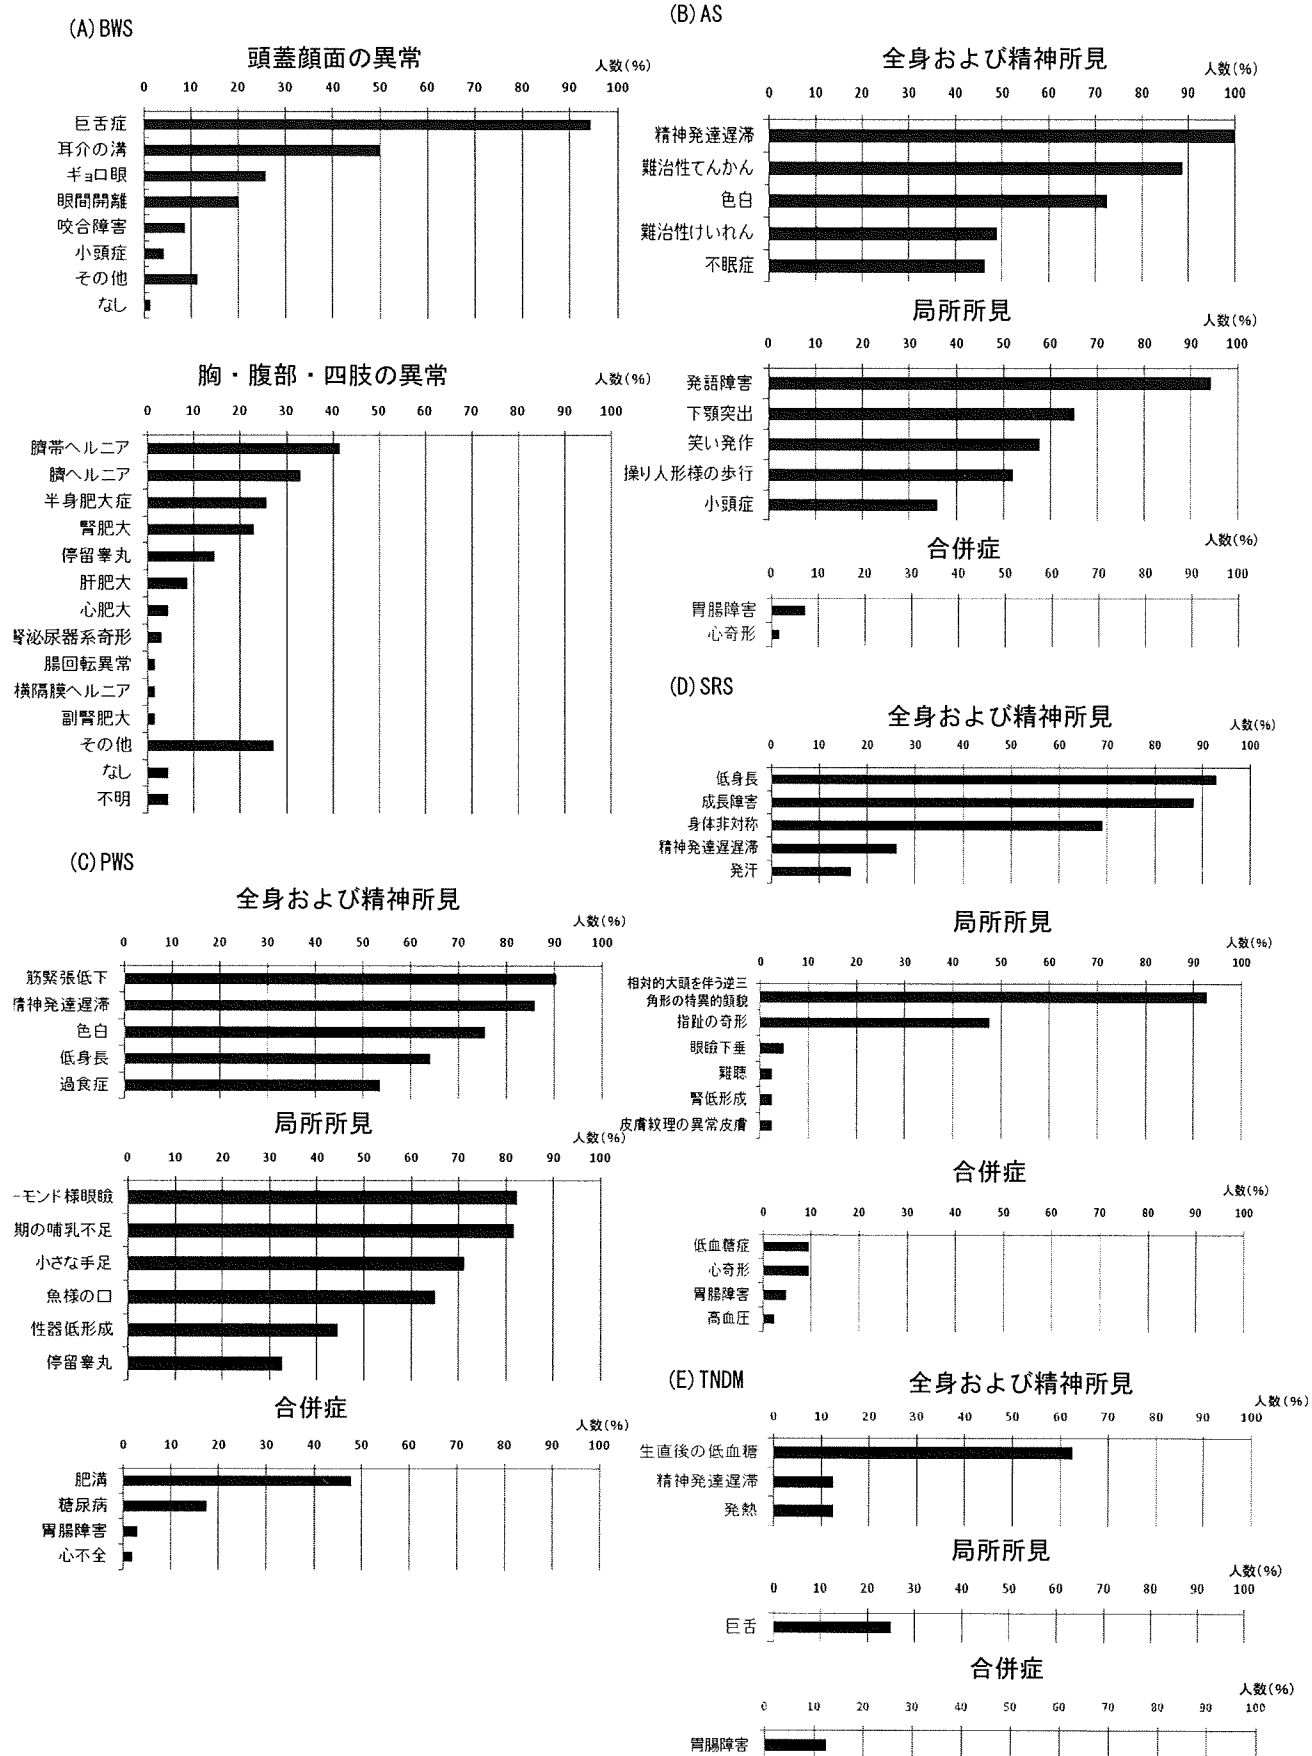 (A)BWS
頭蓋顔面の異常
人数(%)
0 10 20 30 40 50 60 70 80 90 100
巨舌症
耳介の溝
ギョロ眼
眼間開離
咬合障害
小頭症
その他
なし
胸・腹部・四肢の異常
人数(%)
0 10 20 30 40 50 60 70 80 90 100
臍帯ヘルニア
臍ヘルニア
半身肥大症
腎肥大
停留睾丸
肝肥大
心肥大
腎泌尿器系奇形
腸回転異常
横隔膜ヘルニア
副腎肥大
その他
なし
不明
(C)PWS
全身および精神所見
人数(%)
0 10 20 30 40 50 60 70 80 90 100
筋緊張低下
精神発達遅滞
色白
低身長
過食症
局所所見
人数(%)
0 10 20 30 40 50 60 70 80 90 100
ーモンド様眼瞼
期の哺乳不足
小さな手足
魚様の口
性器低形成
停留睾丸
合併症
人数(%)
0 10 20 30 40 50 60 70 80 90 100
肥満
糖尿病
胃腸障害
心不全
(B)AS
全身および精神所見
人数(%)
0 10 20 30 40 50 60 70 80 90 100
精神発達遅滞
難治性てんかん
色白
難治性けいれん
不眠症
局所所見
人数(%)
0 10 20 30 40 50 60 70 80 90 100
発語障害
下顎突出
笑い発作
操り人形様の歩行
小頭症
合併症
人数(%)
0 10 20 30 40 50 60 70 80 90 100
胃腸障害
心奇形
(D)SRS
全身および精神所見
人数(%)
0 10 20 30 40 50 60 70 80 90 100
低身長
成長障害
身体非対称
精神発達遅遅滞
発汗
局所所見
人数(%)
0 10 20 30 40 50 60 70 80 90 100
相対的大頭を伴う逆三
角形の特異的顔貌
指趾の奇形
眼瞼下垂
難聴
腎低形成
皮膚紋理の異常皮膚
合併症
人数(%)
0 10 20 30 40 50 60 70 80 90 100
低血糖症
心奇形
胃腸障害
高血圧
(E)TNDM
全身および精神所見
人数(%)
0 10 20 30 40 50 60 70 80 90 100
生直後の低血糖
精神発達遅滞
発熱
局所所見
人数(%)
0 10 20 30 40 50 60 70 80 90 100
巨舌
合併症
人数(%)
0 10 20 30 40 50 60 70 80 90 100
胃腸障害